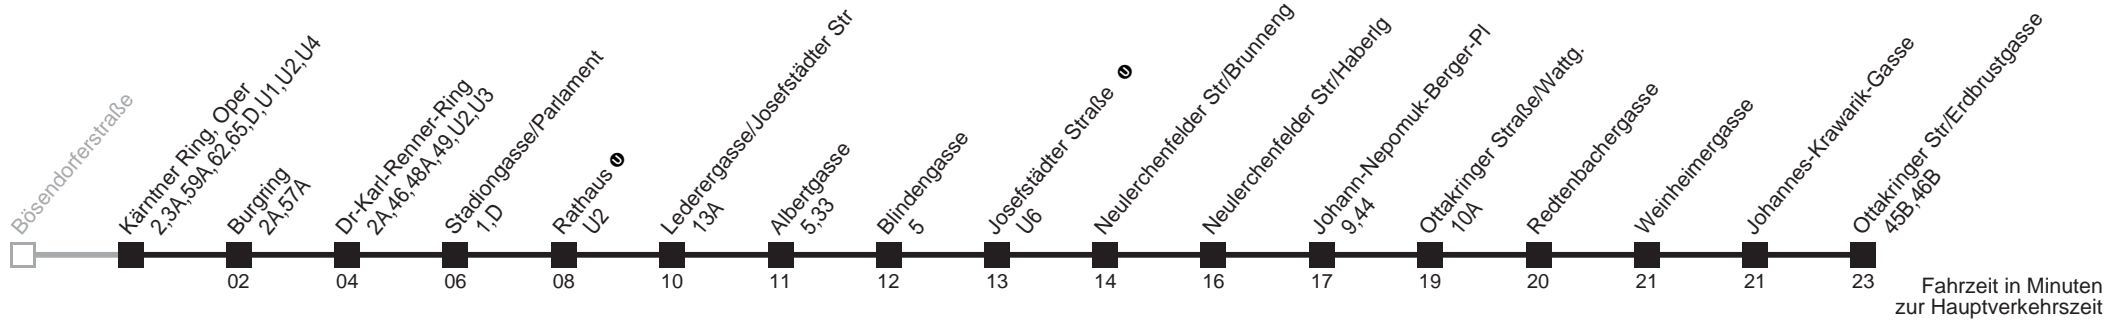 Bösendorferstraße
Kärntner Ring, Oper
2,3A,59A,62,65,D,U1,U2,U4
Burgring
2A,57A
Dr-Karl-Renner-Ring
2A,46,48A,49,U2,U3
Stadiongasse/Parlament
1,D
Rathaus U
U2
Lederergasse/Josefstädter Str
13A
Albertgasse
5,33
Blindengasse
5
Josefstädter Straße U
U6
Neulerchenfelder Str/Brunneng
Neulerchenfelder Str/Haberlg
Johann-Nepomuk-Berger-Pl
9,44
Ottakringer Straße/Wattg.
10A
Redtenbachergasse
Weinheimergasse
Johannes-Krawarik-Gasse
Ottakringer Str/Erdbrustgasse
45B,46B
02 04 06 08 10 11 12 13 14 16 17 19 20 21 21 23
Fahrzeit in Minuten
zur Hauptverkehrszeit